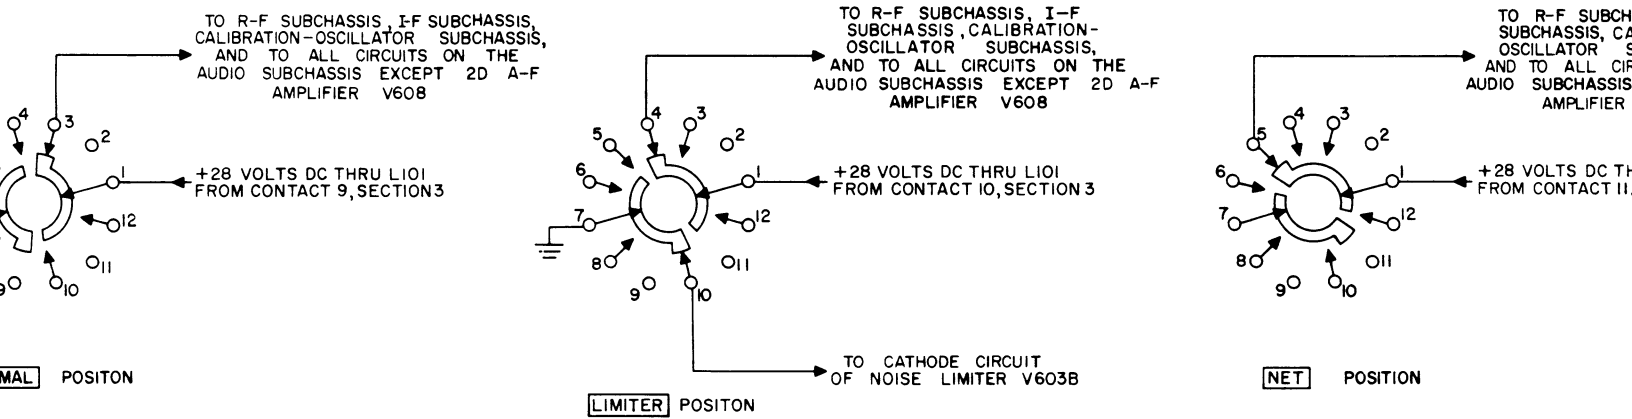 TO R-F SUBCHASSIS, I-F SUBCHASSIS,
CALIBRATION-OSCILLATOR SUBCHASSIS,
AND TO ALL CIRCUITS ON THE
AUDIO SUBCHASSIS EXCEPT 2D A-F
AMPLIFIER V608
4
3
2
1
+28 VOLTS DC THRU L101
FROM CONTACT 9, SECTION 3
12
11
10
9
MAL POSITON
TO R-F SUBCHASSIS, I-F
SUBCHASSIS, CALIBRATION-
OSCILLATOR SUBCHASSIS,
AND TO ALL CIRCUITS ON THE
AUDIO SUBCHASSIS EXCEPT 2D A-F
AMPLIFIER V608
4
3
5
2
6
1
+28 VOLTS DC THRU L101
FROM CONTACT 10, SECTION 3
7
12
8
11
9
10
TO CATHODE CIRCUIT
OF NOISE LIMITER V603B
LIMITER POSITON
TO R-F SUBCH
SUBCHASSIS, CA
OSCILLATOR S
AND TO ALL CIR
AUDIO SUBCHASSIS
AMPLIFIER
4
3
5
2
6
1
+28 VOLTS DC TH
FROM CONTACT 11,
7
12
8
11
9
10
NET POSITION